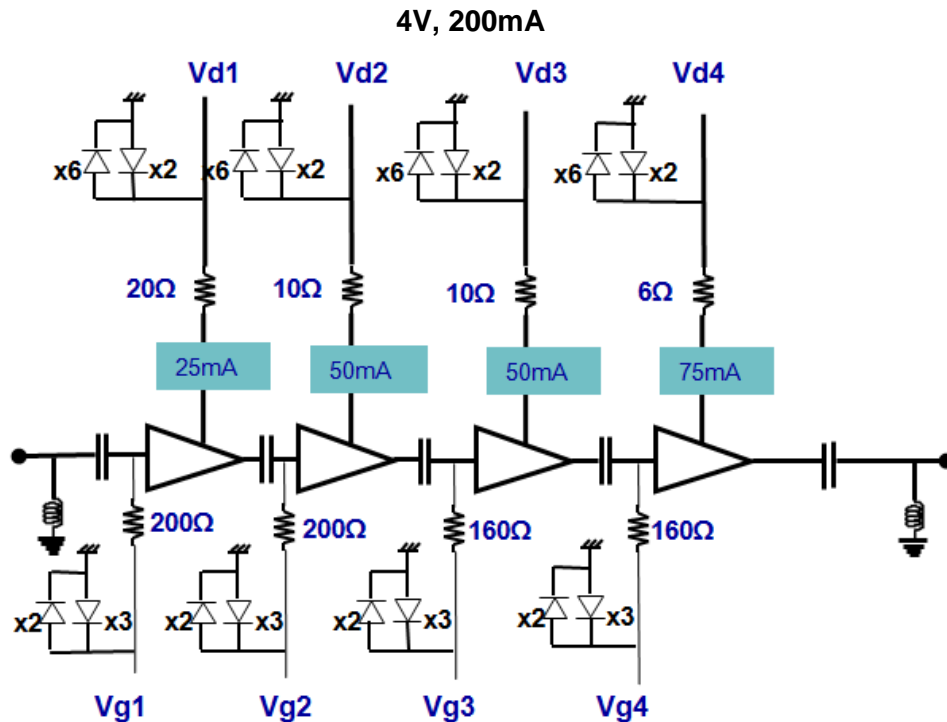 4V, 200mA
Vd1 Vd2 Vd3 Vd4
x6 x2 x6 x2 x6 x2 x6 x2
20Ω 10Ω 10Ω 6Ω
25mA 50mA 50mA 75mA
200Ω 200Ω 160Ω 160Ω
x2 x3 x2 x3 x2 x3 x2 x3
Vg1 Vg2 Vg3 Vg4